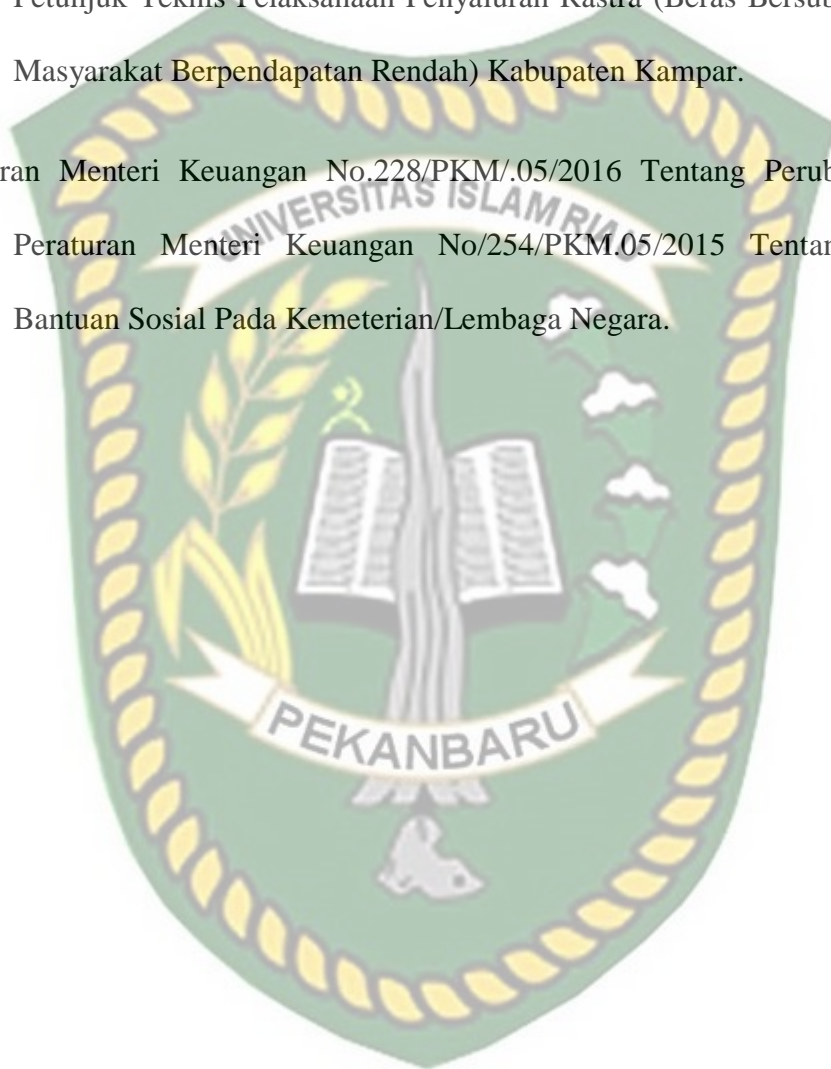 Petunjuk Teknis Pelaksanaan Penyaluran Rastra (Beras Bersub
Masyarakat Berpendapatan Rendah) Kabupaten Kampar.
ran Menteri Keuangan No.228/PKM/.05/2016 Tentang Perub
Peraturan Menteri Keuangan No/254/PKM.05/2015 Tentan
Bantuan Sosial Pada Kemeterian/Lembaga Negara.
UNIVERSITAS ISLAM RIAU
PEKANBARU